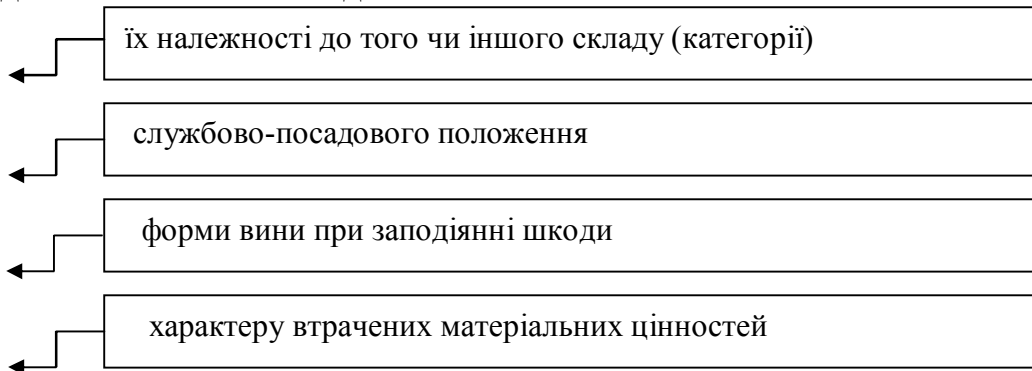 їх належності до того чи іншого складу (категорії)
службово-посадового положення
форми вини при заподіянні шкоди
характеру втрачених матеріальних цінностей